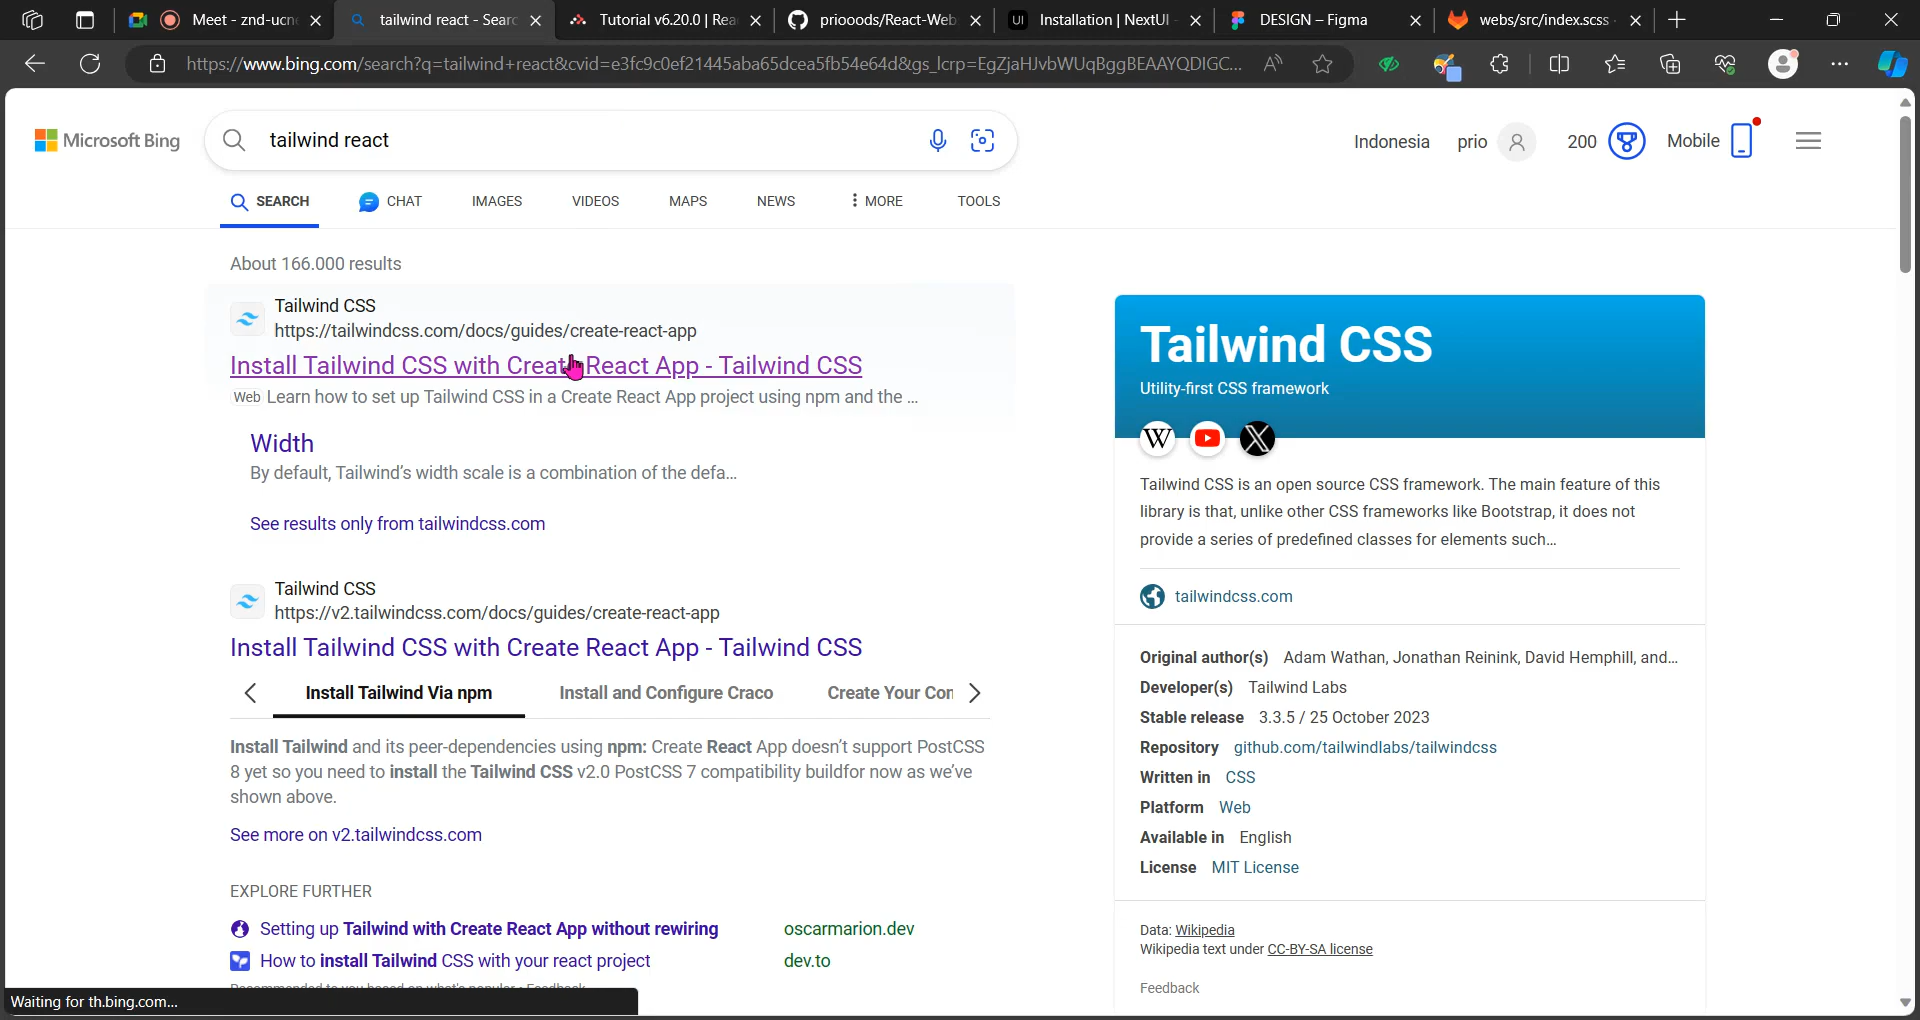 Meet - znd-ucn
tailwind react - Searc
Tutorial v6.20.0 | Rea
priooods/React-Web
Installation | NextUI -
DESIGN – Figma
webs/src/index.scss ·
https://www.bing.com/search?q=tailwind+react&cvid=e3fc9c0ef21445aba65dcea5fb54e64d&gs_lcrp=EgZjaHJvbWUqBggBEAAYQDIGC...
Microsoft Bing
tailwind react
Indonesia
prio
200
Mobile
SEARCH
CHAT
IMAGES
VIDEOS
MAPS
NEWS
MORE
TOOLS
About 166.000 results
Tailwind CSS
https://tailwindcss.com/docs/guides/create-react-app
Install Tailwind CSS with Create React App - Tailwind CSS
Web Learn how to set up Tailwind CSS in a Create React App project using npm and the ...
Width
By default, Tailwind’s width scale is a combination of the defa...
See results only from tailwindcss.com
Tailwind CSS
https://v2.tailwindcss.com/docs/guides/create-react-app
Install Tailwind CSS with Create React App - Tailwind CSS
Install Tailwind Via npm
Install and Configure Craco
Create Your Con
Install Tailwind and its peer-dependencies using npm: Create React App doesn’t support PostCSS
8 yet so you need to install the Tailwind CSS v2.0 PostCSS 7 compatibility buildfor now as we’ve
shown above.
See more on v2.tailwindcss.com
EXPLORE FURTHER
Setting up Tailwind with Create React App without rewiring
oscarmarion.dev
How to install Tailwind CSS with your react project
dev.to
Recommended to you based on what's popular • Feedback
Waiting for th.bing.com...
Tailwind CSS
Utility-first CSS framework
W
X
Tailwind CSS is an open source CSS framework. The main feature of this
library is that, unlike other CSS frameworks like Bootstrap, it does not
provide a series of predefined classes for elements such...
tailwindcss.com
Original author(s) Adam Wathan, Jonathan Reinink, David Hemphill, and...
Developer(s) Tailwind Labs
Stable release 3.3.5 / 25 October 2023
Repository github.com/tailwindlabs/tailwindcss
Written in CSS
Platform Web
Available in English
License MIT License
Data: Wikipedia
Wikipedia text under CC-BY-SA license
Feedback